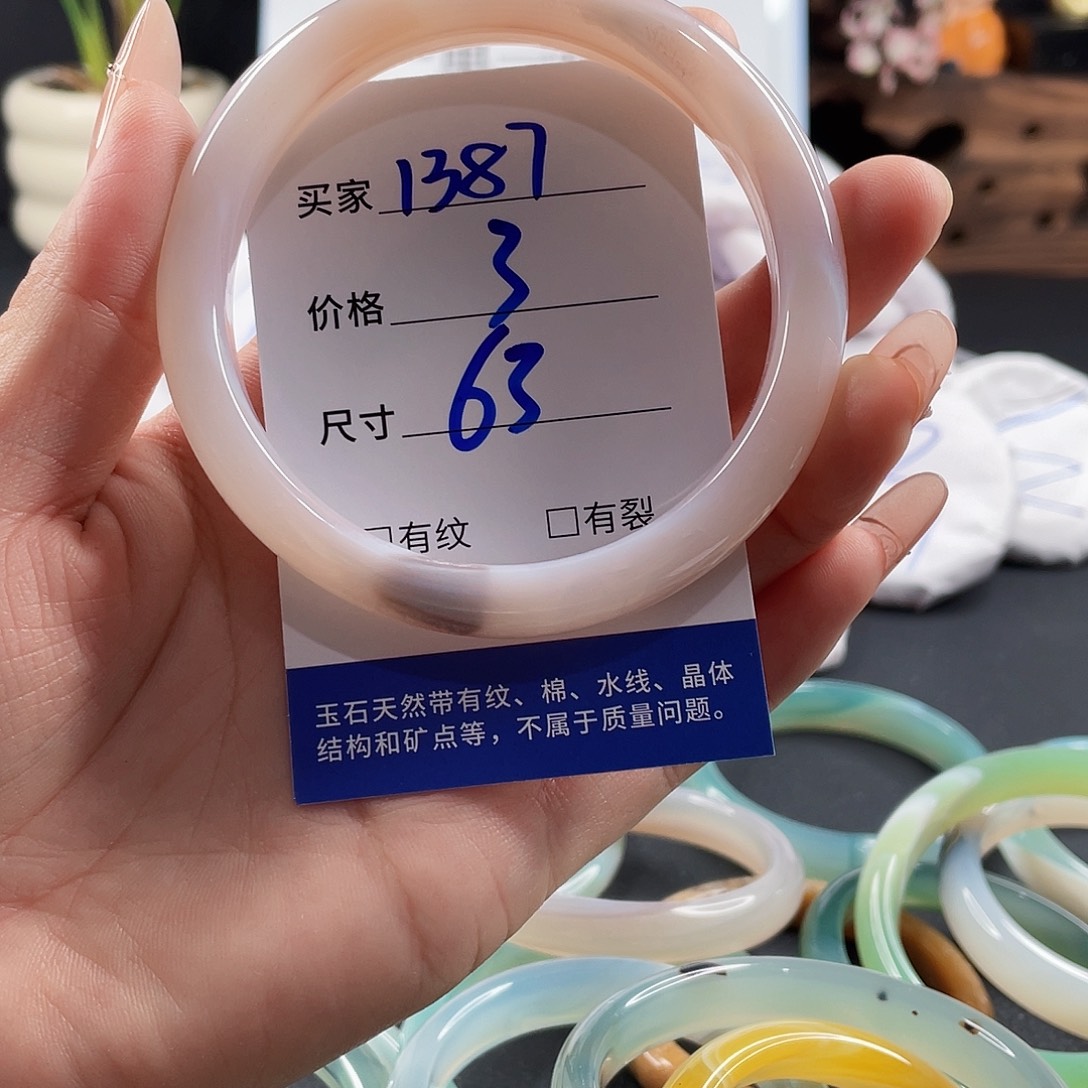 买家 1387
价格 3
尺寸 63
□有纹 □有裂
玉石天然带有纹、棉、水线、晶体
结构和矿点等，不属于质量问题。